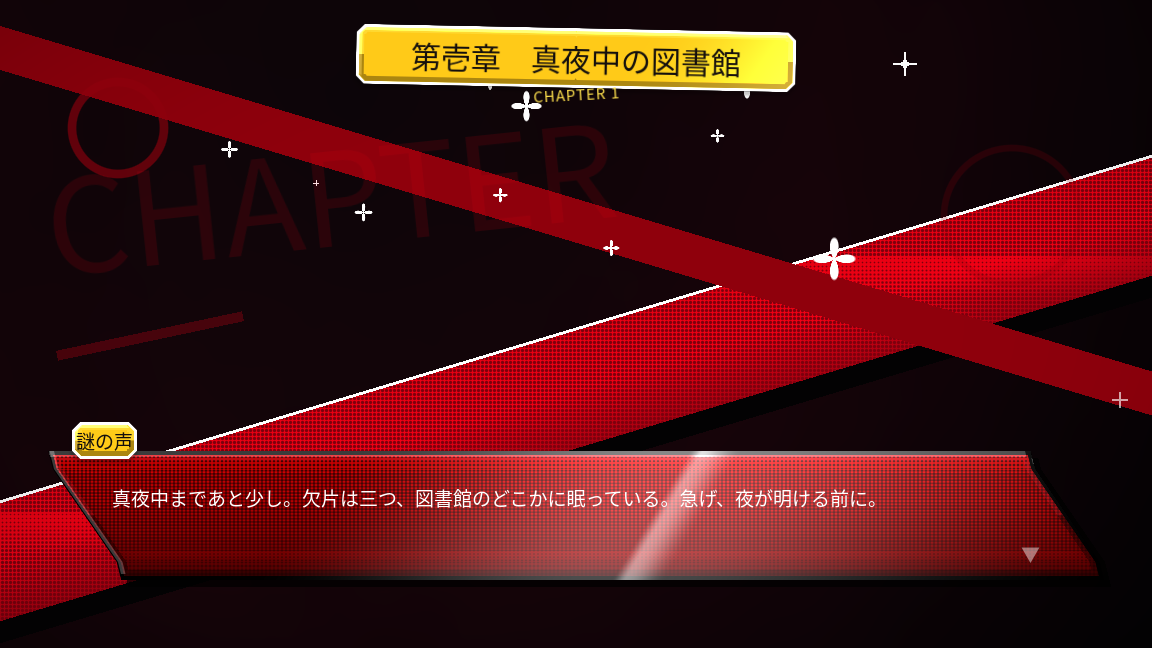 第壱章　真夜中の図書館
CHAPTER 1
CHAPTER
謎の声
真夜中まであと少し。欠片は三つ、図書館のどこかに眠っている。急げ、夜が明ける前に。